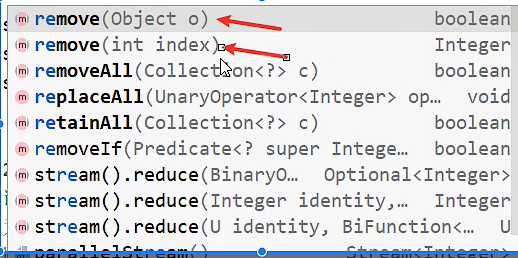 remove(Object o) boolean
remove(int index) Integer
removeAll(Collection<?> c) boolean
replaceAll(UnaryOperator<Integer> op… void
retainAll(Collection<?> c) boolean
removeIf(Predicate<? super Intege… boolean
stream().reduce(BinaryO… Optional<Integer>
stream().reduce(Integer identity,… Integer
stream().reduce(U identity, BiFunction<… U
parallelStream() Stream<Integer>